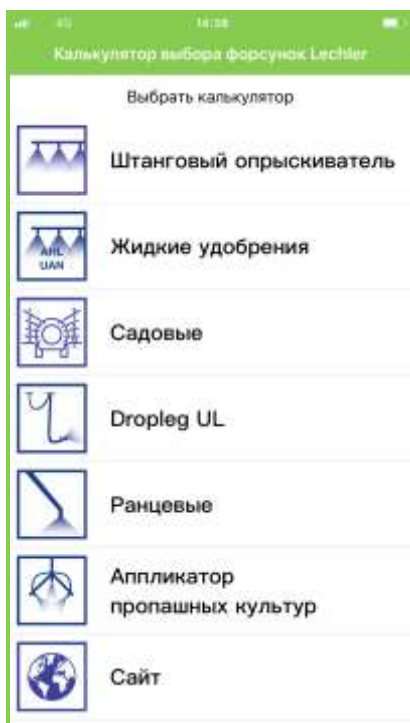 4G 14:38
Калькулятор выбора форсунок Lechler
Выбрать калькулятор
Штанговый опрыскиватель
AHL
UAN
Жидкие удобрения
Садовые
Dropleg UL
Ранцевые
Аппликатор
пропашных культур
Сайт